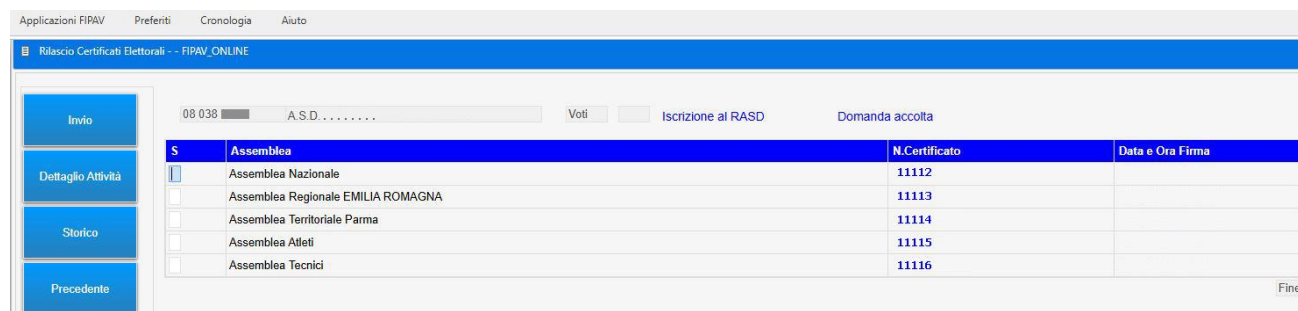 Applicazioni FIPAV Preferiti Cronologia Aiuto
Rilascio Certificati Elettorali - - FIPAV_ONLINE
Invio
Dettaglio Attività
Storico
Precedente
08 038 A.S.D. . . . . . . . . Voti Iscrizione al RASD Domanda accolta
S Assemblea N.Certificato Data e Ora Firma
Assemblea Nazionale 11112
Assemblea Regionale EMILIA ROMAGNA 11113
Assemblea Territoriale Parma 11114
Assemblea Atleti 11115
Assemblea Tecnici 11116
Fine